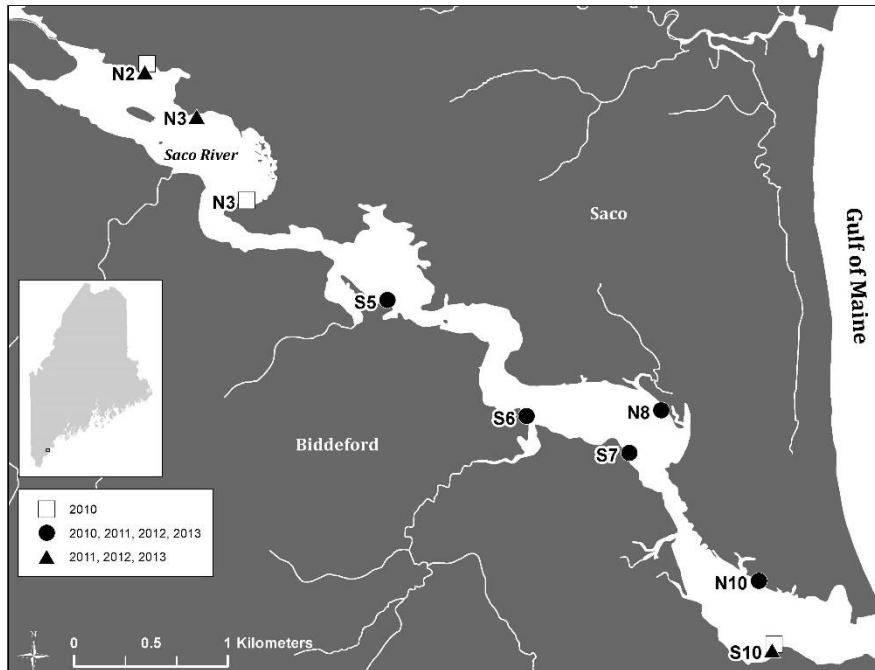 N2
N3
Saco River
N3
Saco
Gulf of Maine
S5
S6
N8
Biddeford
S7
2010
2010, 2011, 2012, 2013
2011, 2012, 2013
N10
S10
N
0 0.5 1 Kilometers